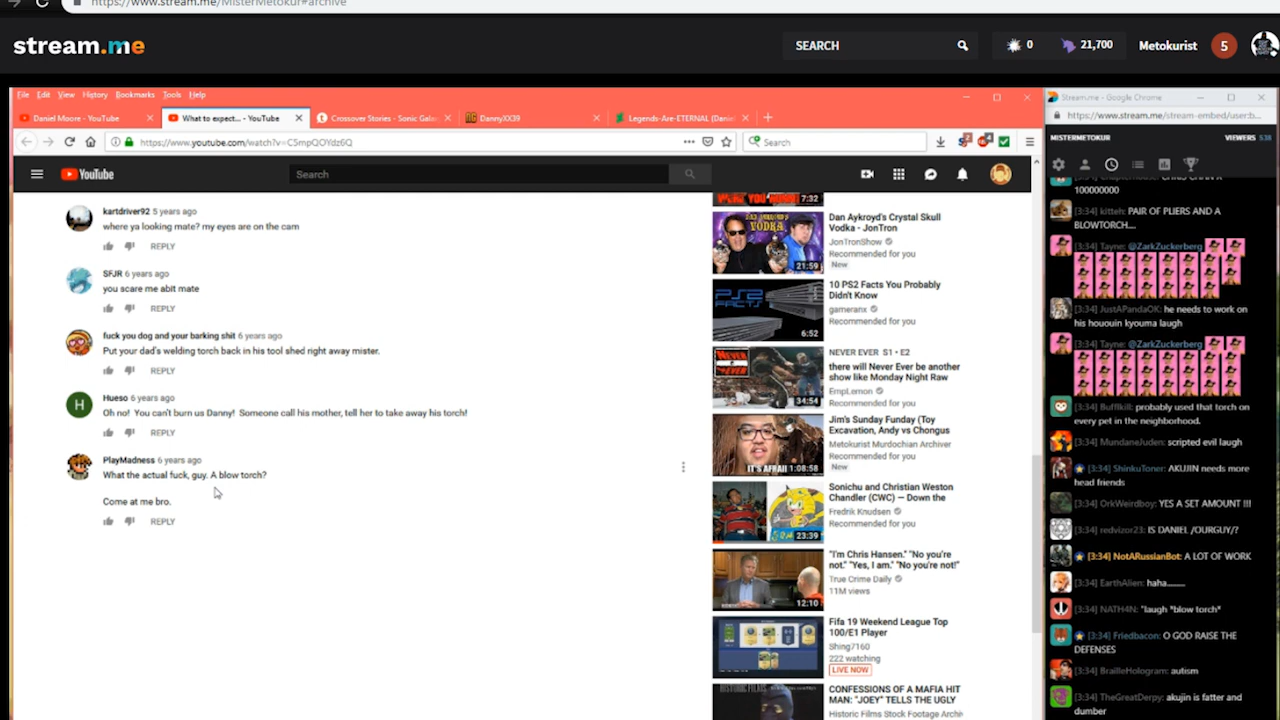 https://www.stream.me/MisterMetokur#archive
stream.me
SEARCH
0
21,700
Metokurist
5
File Edit View History Bookmarks Tools Help
Daniel Moore - YouTube
What to expect... - YouTube
Crossover Stories - Sonic Gala
DannyXX39
Legends-Are-ETERNAL (Danie
https://www.youtube.com/watch?v=C5mpQOYdz6Q
Search
YouTube
Search
kartdriver92 5 years ago
where ya looking mate? my eyes are on the cam
REPLY
SFJR 6 years ago
you scare me abit mate
REPLY
fuck you dog and your barking shit 6 years ago
Put your dad's welding torch back in his tool shed right away mister.
REPLY
H
Hueso 6 years ago
Oh no! You can't burn us Danny! Someone call his mother, tell her to take away his torch!
REPLY
PlayMadness 6 years ago
What the actual fuck, guy. A blow torch?
Come at me bro.
REPLY
7:32
Dan Aykroyd's Crystal Skull
Vodka - JonTron
JonTronShow
Recommended for you
New
21:59
10 PS2 Facts You Probably
Didn't Know
gameranx
Recommended for you
PS2
FACTS
6:52
NEVER EVER S1 • E2
there will Never Ever be another
show like Monday Night Raw
EmpLemon
Recommended for you
34:54
Jim's Sunday Funday (Toy
Excavation, Andy vs Chongus
Metokurist Murdochian Archiver
New
IT'S AFRAID
1:08:58
Sonichu and Christian Weston
Chandler (CWC) — Down the
Fredrik Knudsen
Recommended for you
23:39
"I'm Chris Hansen." "No you're
not." "Yes, I am." "No you're not!"
True Crime Daily
11M views
12:10
Fifa 19 Weekend League Top
100/E1 Player
Shing7160
222 watching
LIVE NOW
CONFESSIONS OF A MAFIA HIT
MAN: "JOEY" TELLS THE UGLY
Historic Films Stock Footage Archiv
Stream.me - Google Chrome
https://www.stream.me/stream-embed/user:b...
MISTERMETOKUR
VIEWERS 538
100000000
[3:34] kitteh: PAIR OF PLIERS AND A
BLOWTORCH....
[3:34] Tayne: @ZarkZuckerberg
[3:34] JustAPandaOK: he needs to work on
his hououin kyouma laugh
[3:34] Tayne: @ZarkZuckerberg
[3:34] Bufflkill: probably used that torch on
every pet in the neighborhood.
[3:34] MundaneJuden: scripted evil laugh
[3:34] ShinkuToner: AKUJIN needs more
head friends
[3:34] OrkWeirdboy: YES A SET AMOUNT !!!
[3:34] redvizor23: IS DANIEL /OURGUY/?
[3:34] NotARussianBot: A LOT OF WORK
[3:34] EarthAlien: haha..........
[3:34] NATH4N: *laugh *blow torch*
[3:34] Friedbacon: O GOD RAISE THE
DEFENSES
[3:34] BrailleHologram: autism
[3:34] TheGreatDerpy: akujin is fatter and
dumber